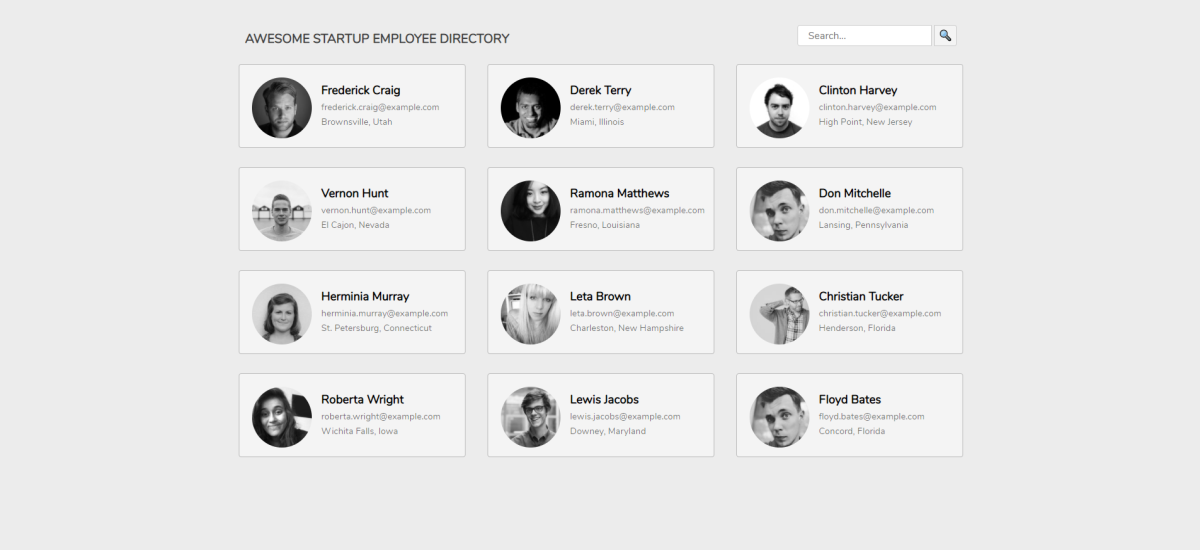 AWESOME STARTUP EMPLOYEE DIRECTORY
Search...
Frederick Craig
frederick.craig@example.com
Brownsville, Utah
Derek Terry
derek.terry@example.com
Miami, Illinois
Clinton Harvey
clinton.harvey@example.com
High Point, New Jersey
Vernon Hunt
vernon.hunt@example.com
El Cajon, Nevada
Ramona Matthews
ramona.matthews@example.com
Fresno, Louisiana
Don Mitchelle
don.mitchelle@example.com
Lansing, Pennsylvania
Herminia Murray
herminia.murray@example.com
St. Petersburg, Connecticut
Leta Brown
leta.brown@example.com
Charleston, New Hampshire
Christian Tucker
christian.tucker@example.com
Henderson, Florida
Roberta Wright
roberta.wright@example.com
Wichita Falls, Iowa
Lewis Jacobs
lewis.jacobs@example.com
Downey, Maryland
Floyd Bates
floyd.bates@example.com
Concord, Florida